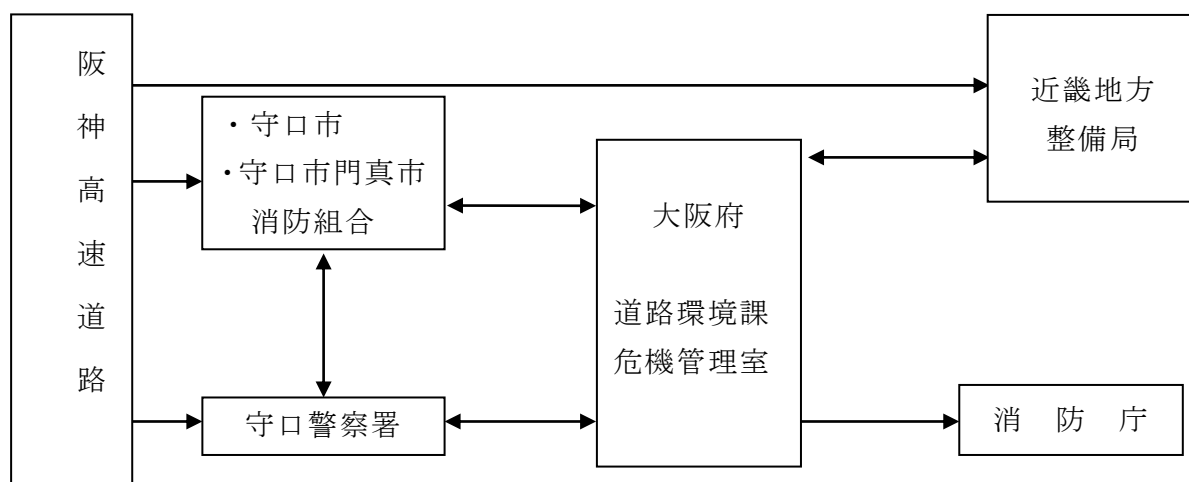 阪神高速道路
・守口市
・守口市門真市
消防組合
守口警察署
大阪府
道路環境課
危機管理室
近畿地方
整備局
消　防　庁